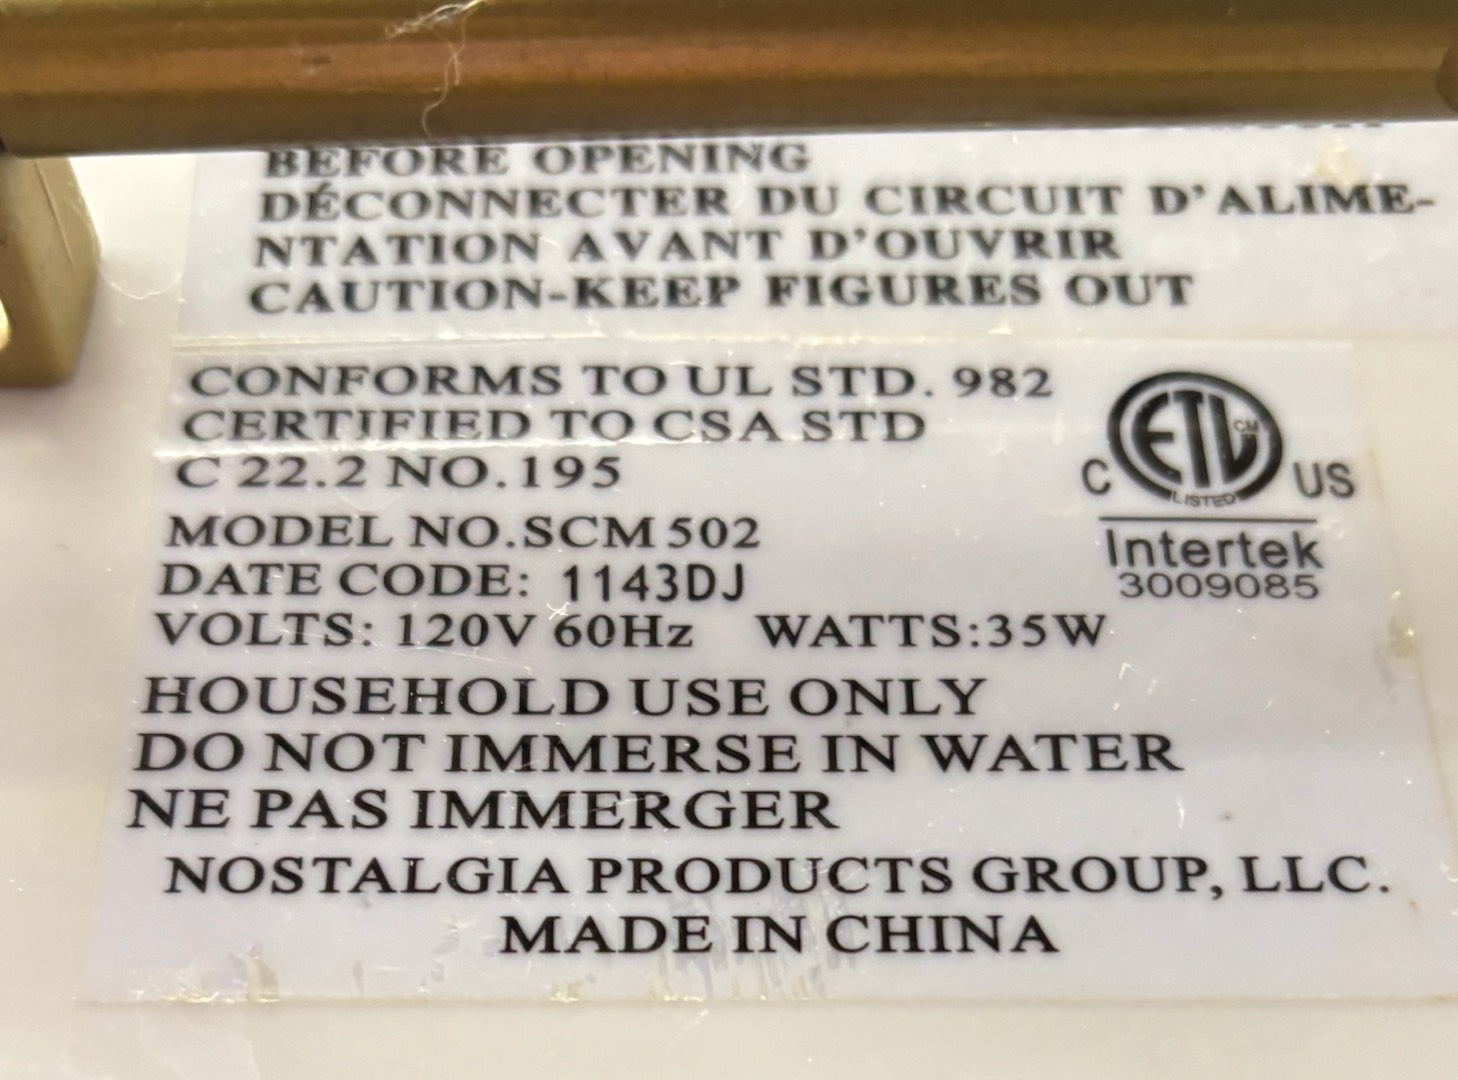 BEFORE OPENING
DÉCONNECTER DU CIRCUIT D'ALIME-
NTATION AVANT D'OUVRIR
CAUTION-KEEP FIGURES OUT
CONFORMS TO UL STD. 982
CERTIFIED TO CSA STD
C 22.2 NO.195
C ETL CM US
LISTED
Intertek
3009085
MODEL NO.SCM502
DATE CODE: 1143DJ
VOLTS: 120V 60Hz WATTS:35W
HOUSEHOLD USE ONLY
DO NOT IMMERSE IN WATER
NE PAS IMMERGER
NOSTALGIA PRODUCTS GROUP, LLC.
MADE IN CHINA